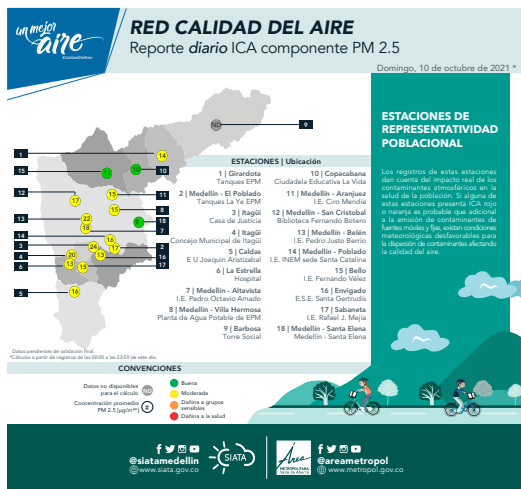 un mejor
aire
#CalidadDelAire
RED CALIDAD DEL AIRE
Reporte diario ICA componente PM 2.5
Domingo, 10 de octubre de 2021 *
ND
9
1
14
15
11
10
10
12
17
15
11
15
8
13
22
9
18
18
7
14
16
3
24
17
2
4
20
13
16
6
13
15
17
5
16
ESTACIONES | Ubicación
1 | Girardota
Tanques EPM
2 | Medellín - El Poblado
Tanques La Ye EPM
3 | Itagüí
Casa de Justicia
4 | Itagüí
Concejo Municipal de Itagüí
5 | Caldas
E U Joaquín Aristizabal
6 | La Estrella
Hospital
7 | Medellín - Altavista
I.E. Pedro Octavio Amado
8 | Medellín - Villa Hermosa
Planta de Agua Potable de EPM
9 | Barbosa
Torre Social
10 | Copacabana
Ciudadela Educativa La Vida
11 | Medellín - Aranjuez
I.E. Ciro Mendía
12 | Medellín - San Cristobal
Biblioteca Fernando Botero
13 | Medellín - Belén
I.E. Pedro Justo Berrío
14 | Medellín - Poblado
I.E. INEM sede Santa Catalina
15 | Bello
I.E. Fernando Vélez
16 | Envigado
E.S.E. Santa Gertrudis
17 | Sabaneta
I.E. Rafael J. Mejía
18 | Medellín - Santa Elena
Medellín - Santa Elena
ESTACIONES DE
REPRESENTATIVIDAD
POBLACIONAL
Los registros de estas estaciones
dan cuenta del impacto real de los
contaminantes atmosféricos en la
salud de la población. Si alguna de
estas estaciones presenta ICA rojo
o naranja es probable que adicional
a la emisión de contaminantes de
fuentes móviles y fijas, existan condiciones
meteorológicas desfavorables para
la dispersión de contaminantes afectando
la calidad del aire.
Datos pendientes de validación final.
*Cálculos a partir de registros de las 00:00 a las 23:59 de este día.
CONVENCIONES
Datos no disponibles
para el cálculo
ND
Concentración promedio
PM 2.5 [µg/m³*]
#
Buena
Moderada
Dañina a grupos
sensibles
Dañina a la salud
@siatamedellin
www.siata.gov.co
SIATA
Área
METROPOLITANA
Valle de Aburrá
@areametropol
www.metropol.gov.co